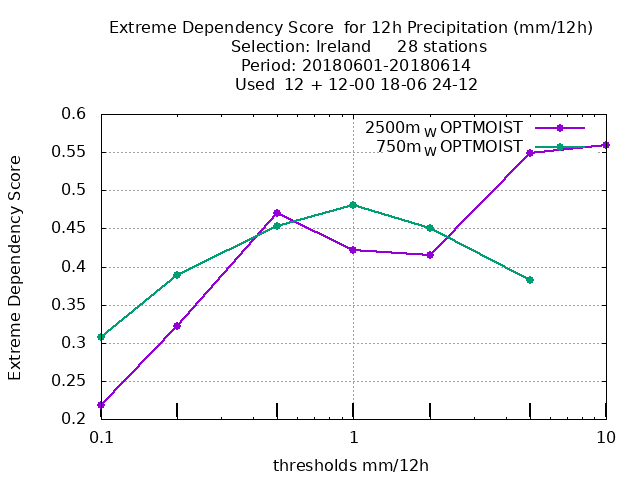 Extreme Dependency Score  for 12h Precipitation (mm/12h)
Selection: Ireland     28 stations
Period: 20180601-20180614
Used  12 + 12-00 18-06 24-12
Extreme Dependency Score
0.6
0.55
0.5
0.45
0.4
0.35
0.3
0.25
0.2
2500m_W OPTMOIST
750m_W OPTMOIST
0.1 1 10
thresholds mm/12h